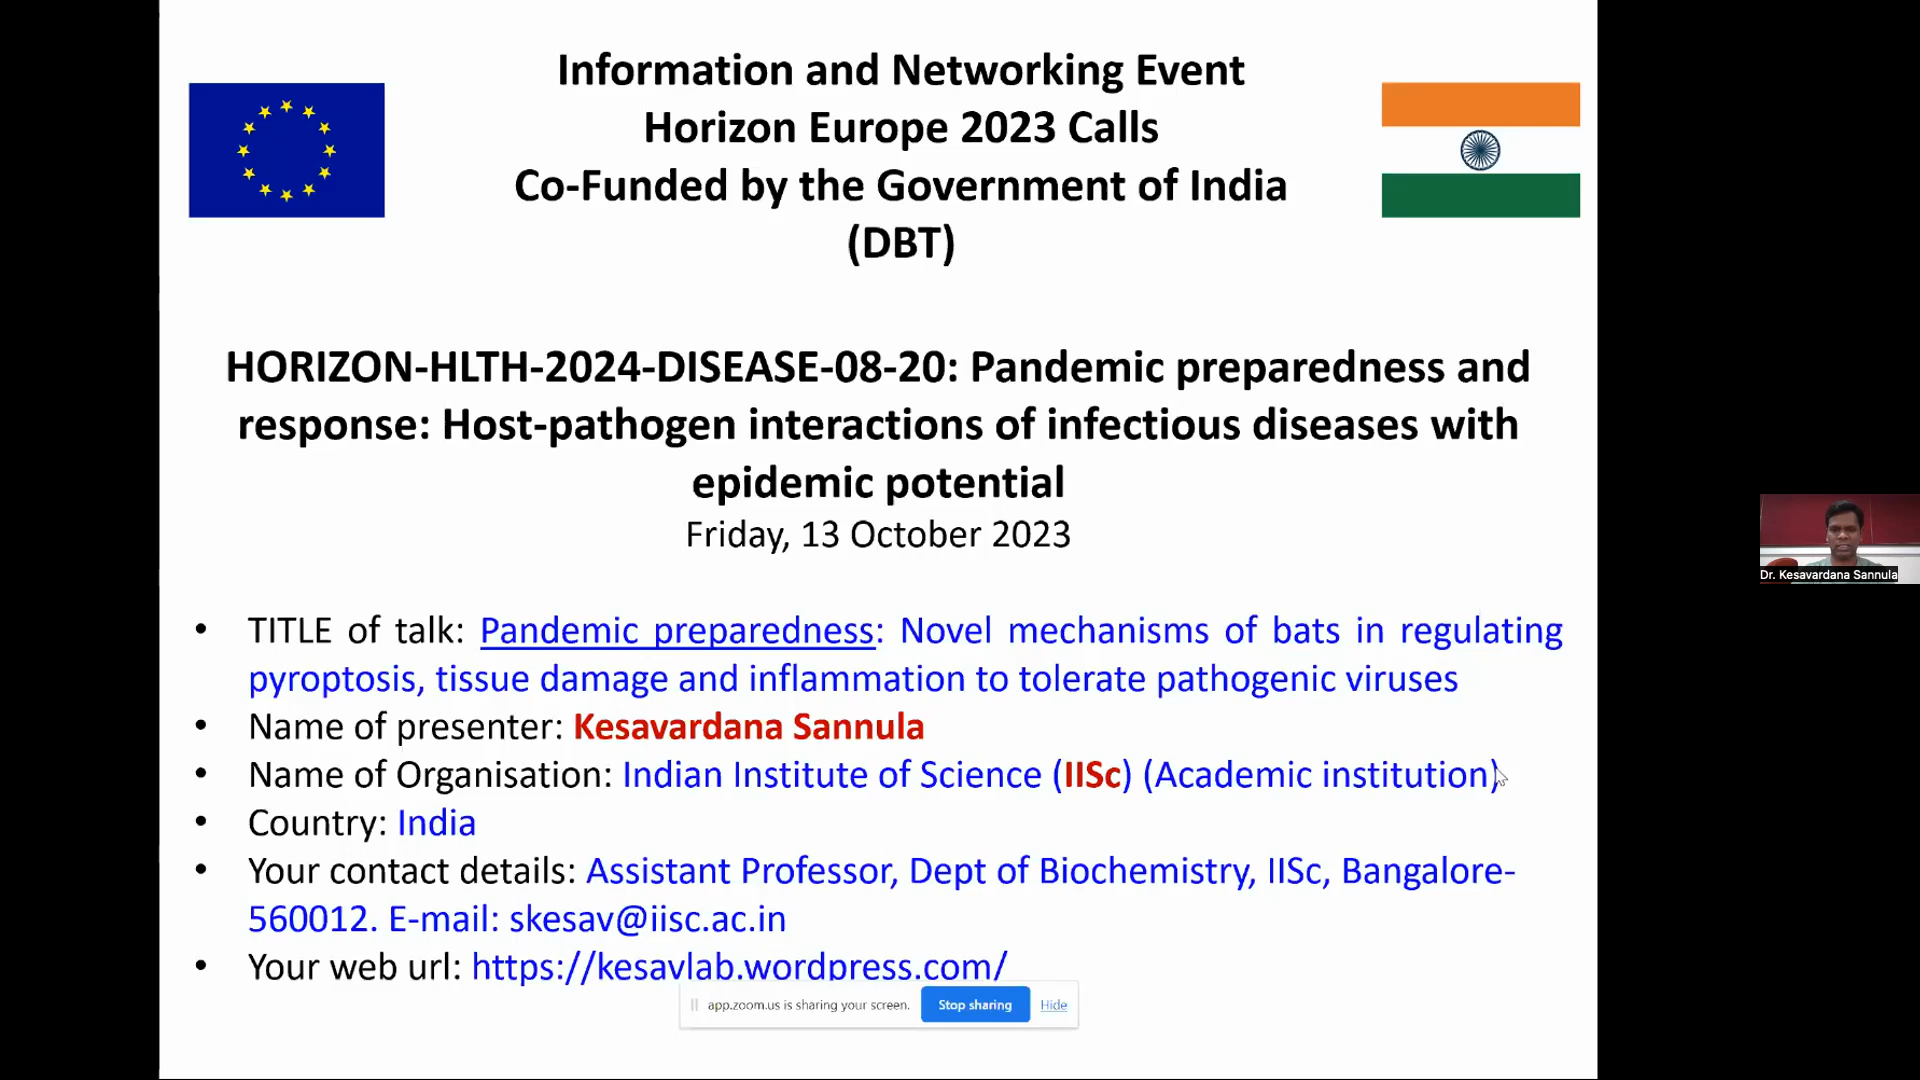 Information and Networking Event
Horizon Europe 2023 Calls
Co-Funded by the Government of India
(DBT)
HORIZON-HLTH-2024-DISEASE-08-20: Pandemic preparedness and
response: Host-pathogen interactions of infectious diseases with
epidemic potential
Friday, 13 October 2023
• TITLE of talk: Pandemic preparedness: Novel mechanisms of bats in regulating
pyroptosis, tissue damage and inflammation to tolerate pathogenic viruses
• Name of presenter: Kesavardana Sannula
• Name of Organisation: Indian Institute of Science (IISc) (Academic institution)
• Country: India
• Your contact details: Assistant Professor, Dept of Biochemistry, IISc, Bangalore-
560012. E-mail: skesav@iisc.ac.in
• Your web url: https://kesavlab.wordpress.com/
app.zoom.us is sharing your screen. Stop sharing Hide
Dr. Kesavardana Sannula